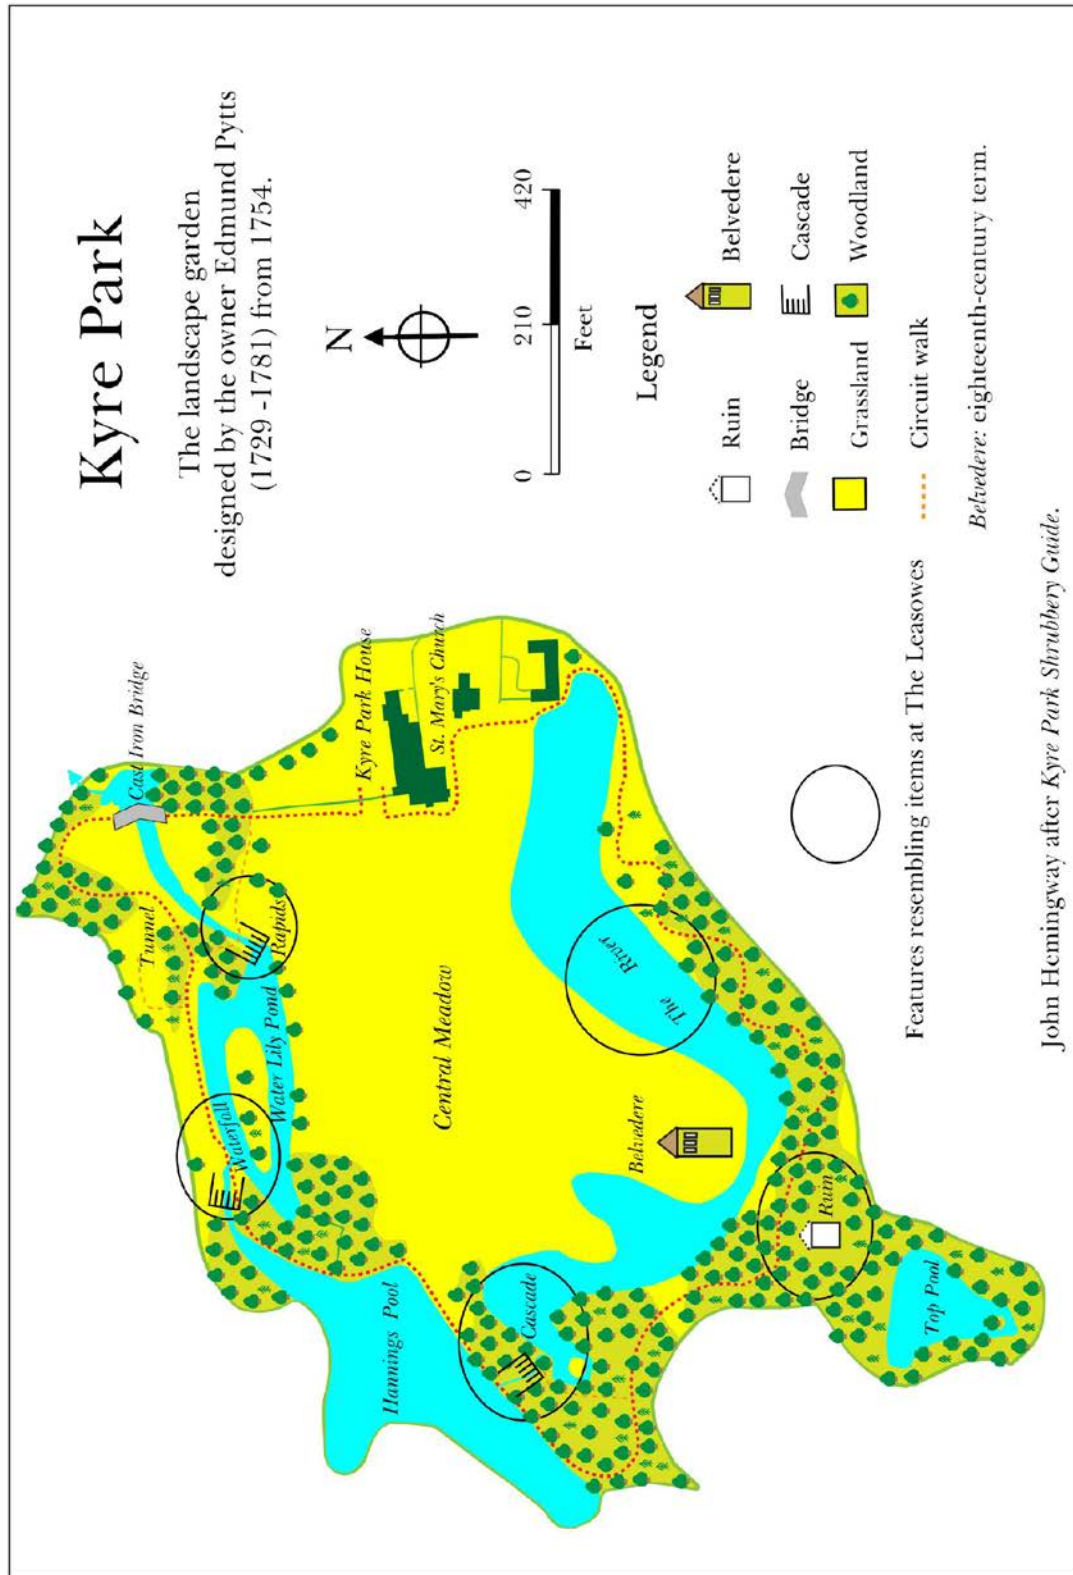 Kyre Park
The landscape garden
designed by the owner Edmund Pytts
(1729 -1781) from 1754.
N
0 210 420
Feet
Legend
Ruin
Belvedere
Bridge
Cascade
Grassland
Woodland
Circuit walk
Belvedere: eighteenth-century term.
Features resembling items at The Leasowes
John Hemingway after Kyre Park Shrubbery Guide.
Cast Iron Bridge
Tunnel
Rapids
Waterfall
Water Lily Pond
Kyre Park House
St. Mary's Church
Hannings Pool
Central Meadow
Cascade
Belvedere
The River
Ruin
Top Pool